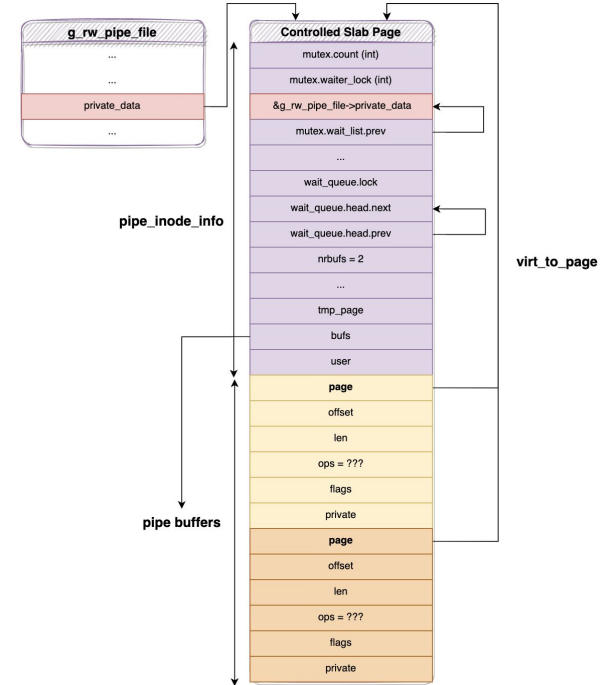 g_rw_pipe_file
...
...
private_data
...
Controlled Slab Page
mutex.count (int)
mutex.waiter_lock (int)
&g_rw_pipe_file->private_data
mutex.wait_list.prev
...
wait_queue.lock
wait_queue.head.next
wait_queue.head.prev
nrbufs = 2
...
tmp_page
bufs
user
pipe_inode_info
virt_to_page
page
offset
len
ops = ???
flags
private
pipe buffers
page
offset
len
ops = ???
flags
private